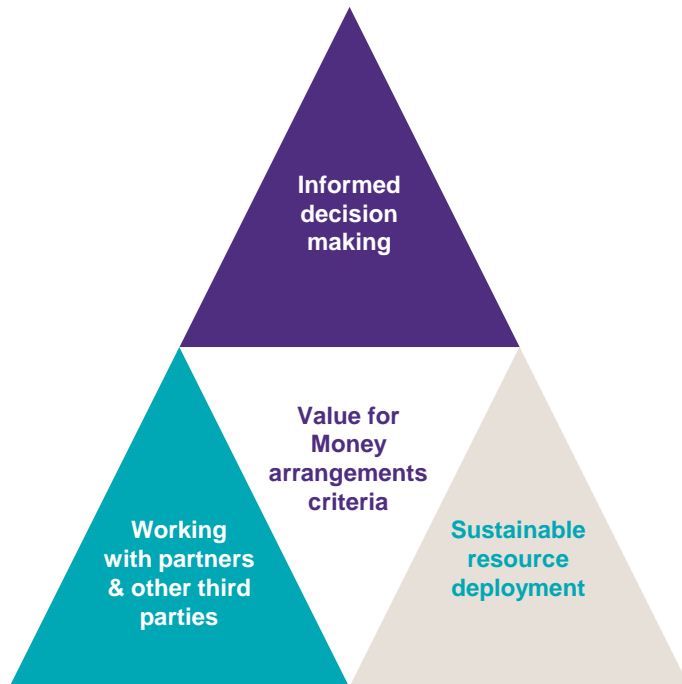 Informed
decision
making
Value for
Money
arrangements
criteria
Working
with partners
& other third
parties
Sustainable
resource
deployment